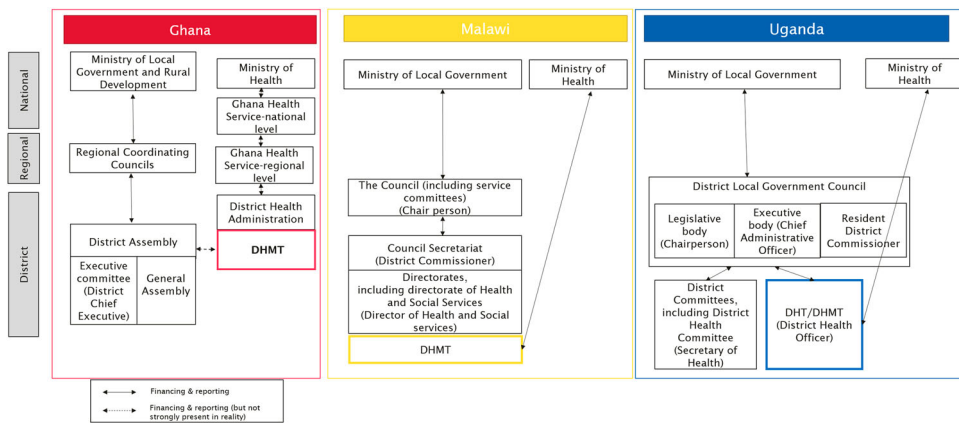 Ghana
Malawi
Uganda
National
Regional
District
Ministry of Local
Government and Rural
Development
Ministry of
Health
Ghana Health
Service-national
level
Regional Coordinating
Councils
Ghana Health
Service-regional
level
District Health
Administration
District Assembly
DHMT
Executive
committee
(District
Chief
Executive)
General
Assembly
Ministry of Local Government
Ministry of
Health
The Council (including service
committees)
(Chair person)
Council Secretariat
(District Commissioner)
Directorates,
including directorate of Health
and Social Services
(Director of Health and Social
services)
DHMT
Ministry of Local Government
Ministry of
Health
District Local Government Council
Legislative
body
(Chairperson)
Executive
body (Chief
Administrative
Officer)
Resident
District
Commissioner
District
Committees,
including District
Health
Committee
(Secretary of
Health)
DHT/DHMT
(District Health
Officer)
Financing & reporting
Financing & reporting (but not
strongly present in reality)